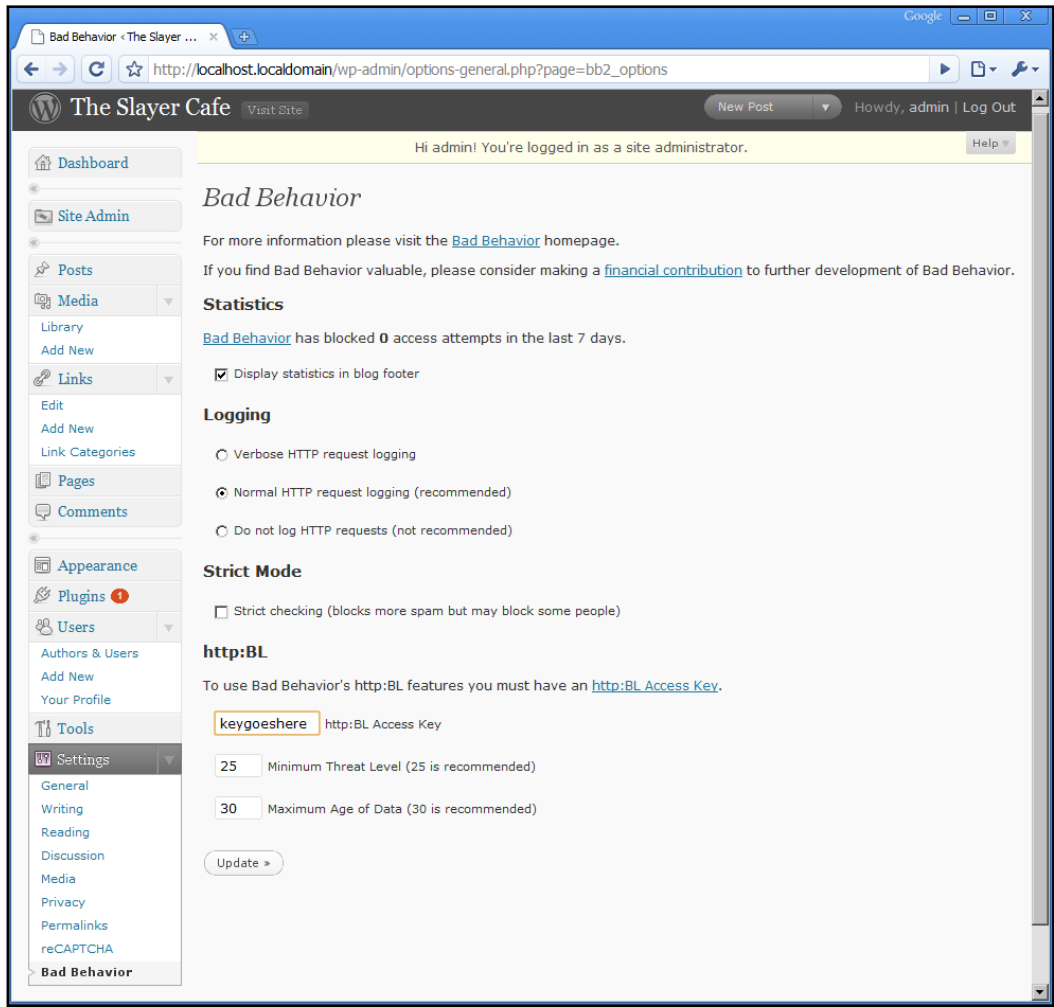 Google
Bad Behavior ‹ The Slayer ...
http://localhost.localdomain/wp-admin/options-general.php?page=bb2_options
The Slayer Cafe Visit Site
New Post
Howdy, admin | Log Out
Hi admin! You're logged in as a site administrator.
Help
Dashboard
Site Admin
Posts
Media
Library
Add New
Links
Edit
Add New
Link Categories
Pages
Comments
Appearance
Plugins 1
Users
Authors & Users
Add New
Your Profile
Tools
Settings
General
Writing
Reading
Discussion
Media
Privacy
Permalinks
reCAPTCHA
Bad Behavior
Bad Behavior
For more information please visit the Bad Behavior homepage.
If you find Bad Behavior valuable, please consider making a financial contribution to further development of Bad Behavior.
Statistics
Bad Behavior has blocked 0 access attempts in the last 7 days.
Display statistics in blog footer
Logging
Verbose HTTP request logging
Normal HTTP request logging (recommended)
Do not log HTTP requests (not recommended)
Strict Mode
Strict checking (blocks more spam but may block some people)
http:BL
To use Bad Behavior's http:BL features you must have an http:BL Access Key.
keygoeshere http:BL Access Key
25 Minimum Threat Level (25 is recommended)
30 Maximum Age of Data (30 is recommended)
Update »